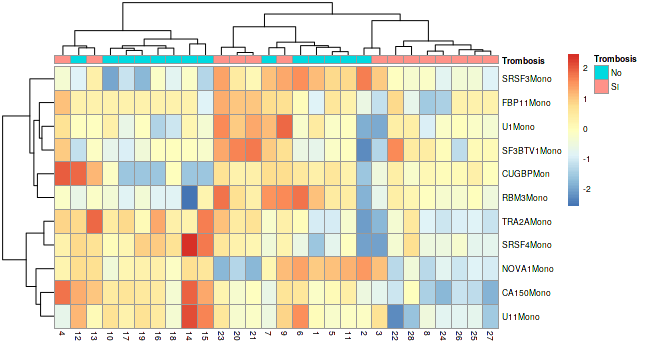 Trombosis
SRSF3Mono
FBP11Mono
U1Mono
SF3BTV1Mono
CUGBPMon
RBM3Mono
TRA2AMono
SRSF4Mono
NOVA1Mono
CA150Mono
U11Mono
4 12 13 10 17 19 16 18 14 15 23 20 21 7 9 6 1 5 11 2 3 22 28 8 24 26 25 27
2
1
0
-1
-2
Trombosis
No
SI